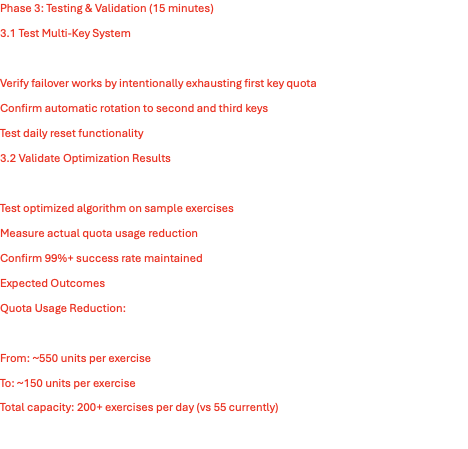 Phase 3: Testing & Validation (15 minutes)
3.1 Test Multi-Key System
Verify failover works by intentionally exhausting first key quota
Confirm automatic rotation to second and third keys
Test daily reset functionality
3.2 Validate Optimization Results
Test optimized algorithm on sample exercises
Measure actual quota usage reduction
Confirm 99%+ success rate maintained
Expected Outcomes
Quota Usage Reduction:
From: ~550 units per exercise
To: ~150 units per exercise
Total capacity: 200+ exercises per day (vs 55 currently)